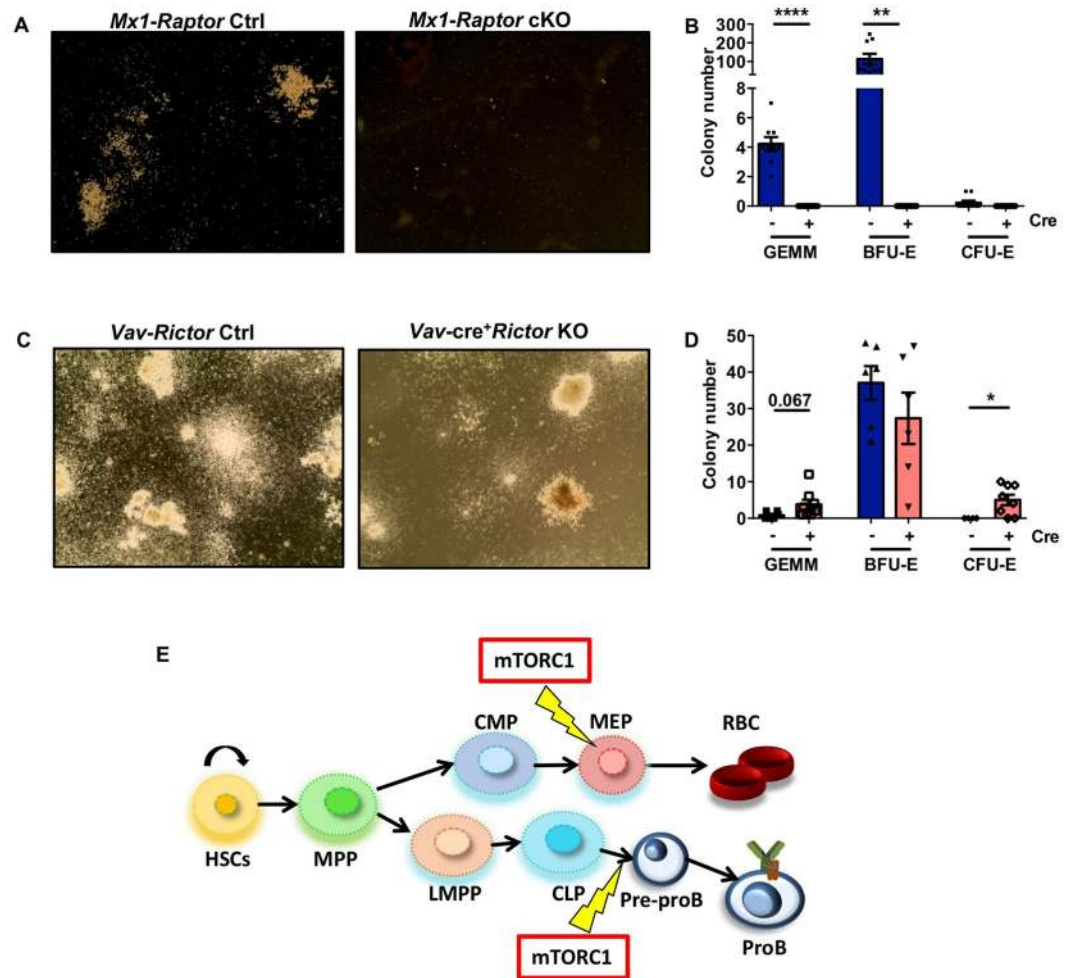 A
Mx1-Raptor Ctrl
Mx1-Raptor cKO
B
Colony number
300
200
100
8
6
4
2
0
****
**
- + - + - + Cre
GEMM BFU-E CFU-E
C
Vav-Rictor Ctrl
Vav-cre⁺Rictor KO
D
Colony number
50
40
30
20
10
0
0.067
*
- + - + - + Cre
GEMM BFU-E CFU-E
E
mTORC1
CMP MEP RBC
HSCs MPP
LMPP CLP Pre-proB
ProB
mTORC1